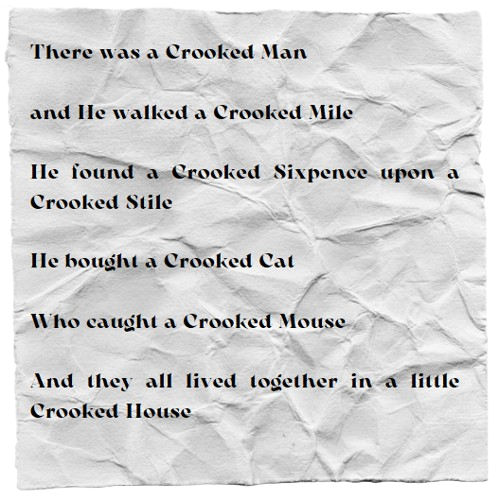 There was a Crooked Man
and He walked a Crooked Mile
He found a Crooked Sixpence upon a
Crooked Stile
He bought a Crooked Cat
Who caught a Crooked Mouse
And they all lived together in a little
Crooked House